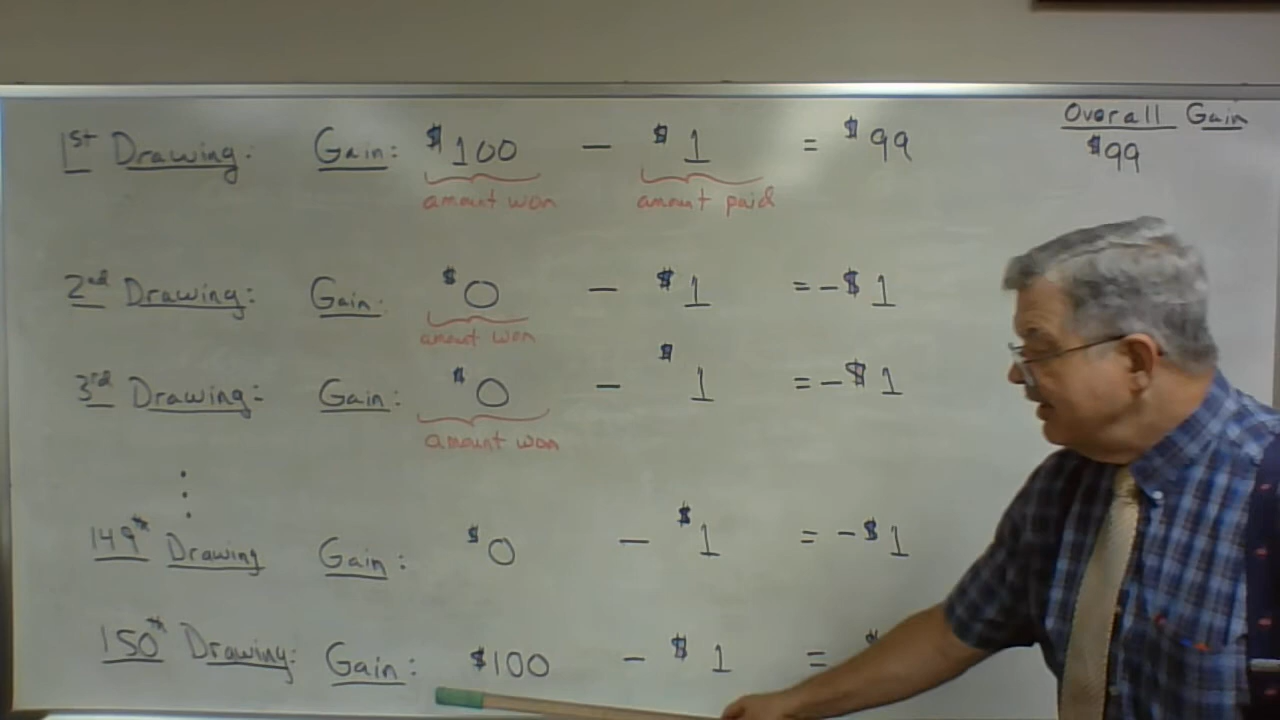 Overall Gain
1st Drawing: Gain: $100 - $1 = $99 $99
amount won amount paid
2nd Drawing: Gain: $0 - $1 = -$1
amount won
3rd Drawing: Gain: $0 - $1 = -$1
amount won
149th Drawing Gain: $0 - $1 = -$1
150th Drawing: Gain: $100 - $1 =